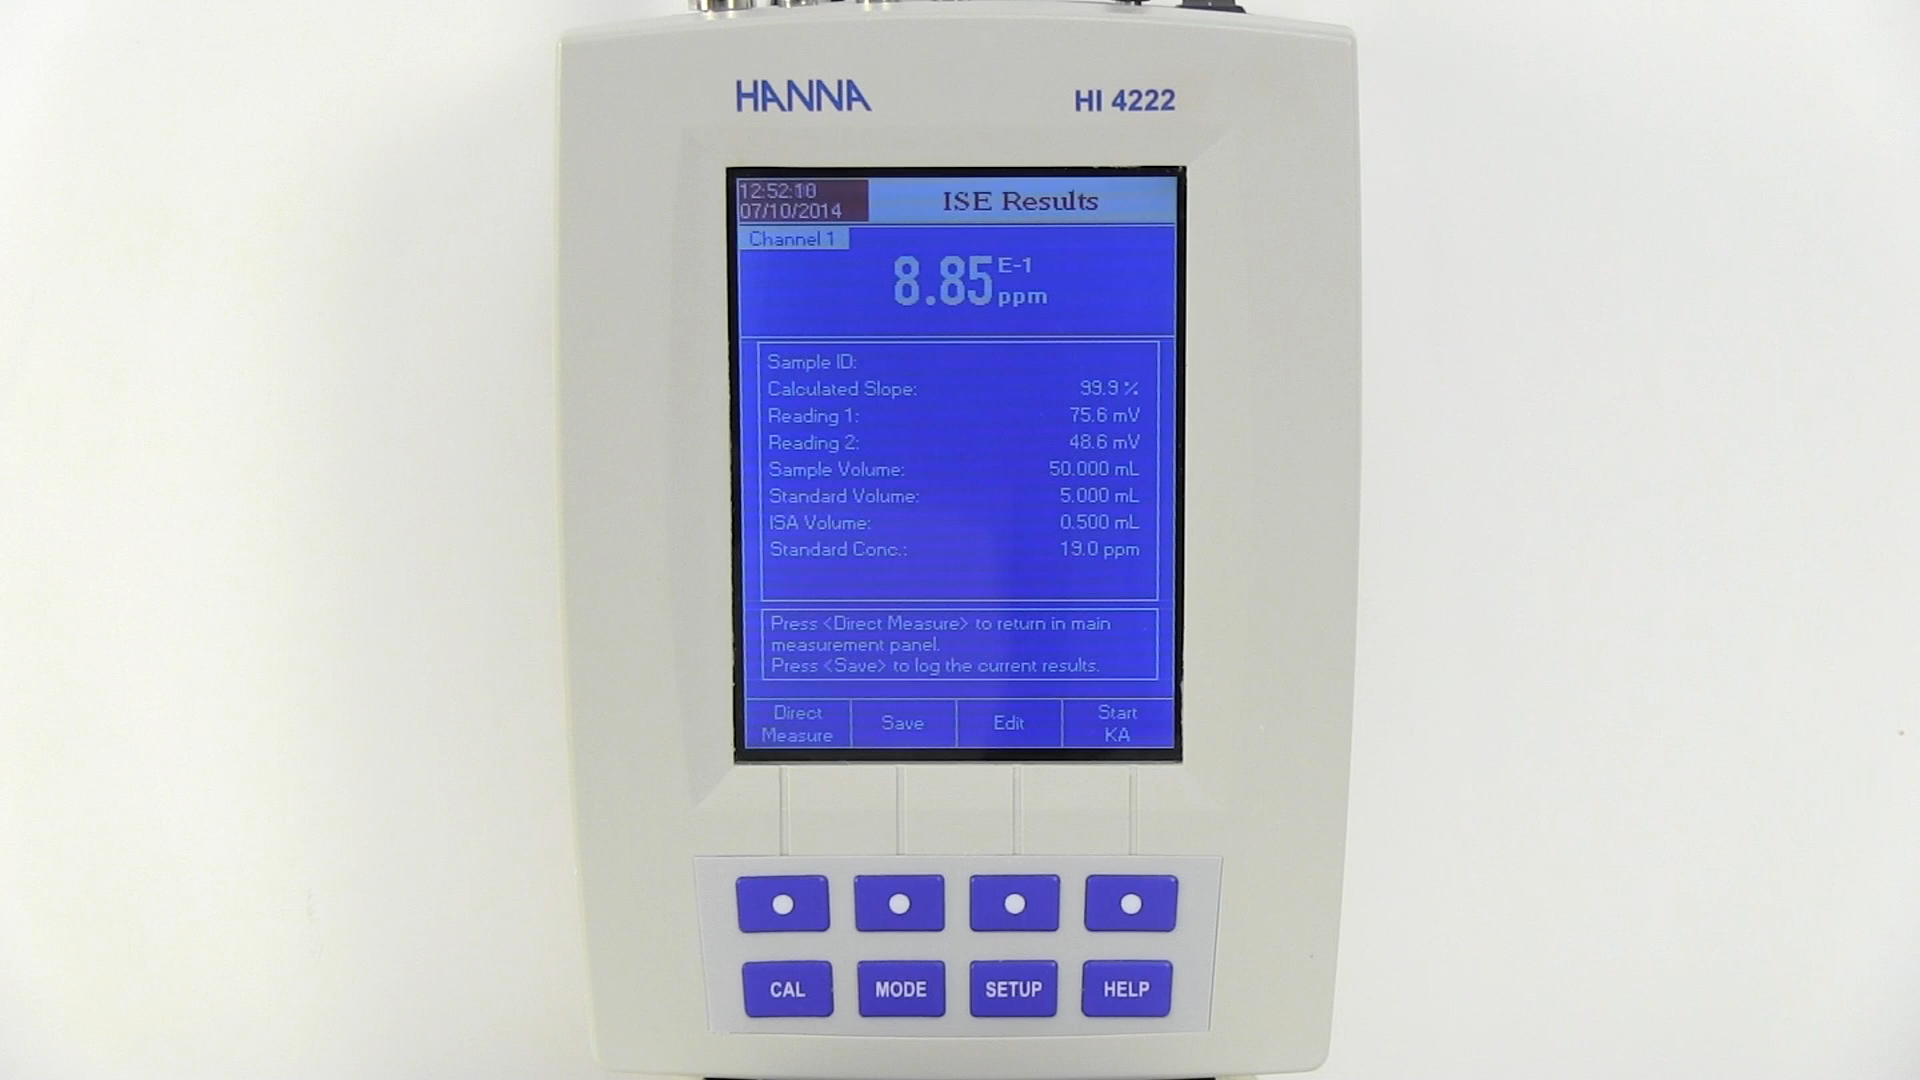 HANNA HI 4222
12:52:10
07/10/2014
ISE Results
Channel 1
8.85 E-1
ppm
Sample ID:
Calculated Slope: 99.9 %
Reading 1: 75.6 mV
Reading 2: 48.6 mV
Sample Volume: 50.000 mL
Standard Volume: 5.000 mL
ISA Volume: 0.500 mL
Standard Conc.: 19.0 ppm
Press <Direct Measure> to return in main
measurement panel.
Press <Save> to log the current results.
Direct
Measure
Save
Edit
Start
KA
CAL MODE SETUP HELP